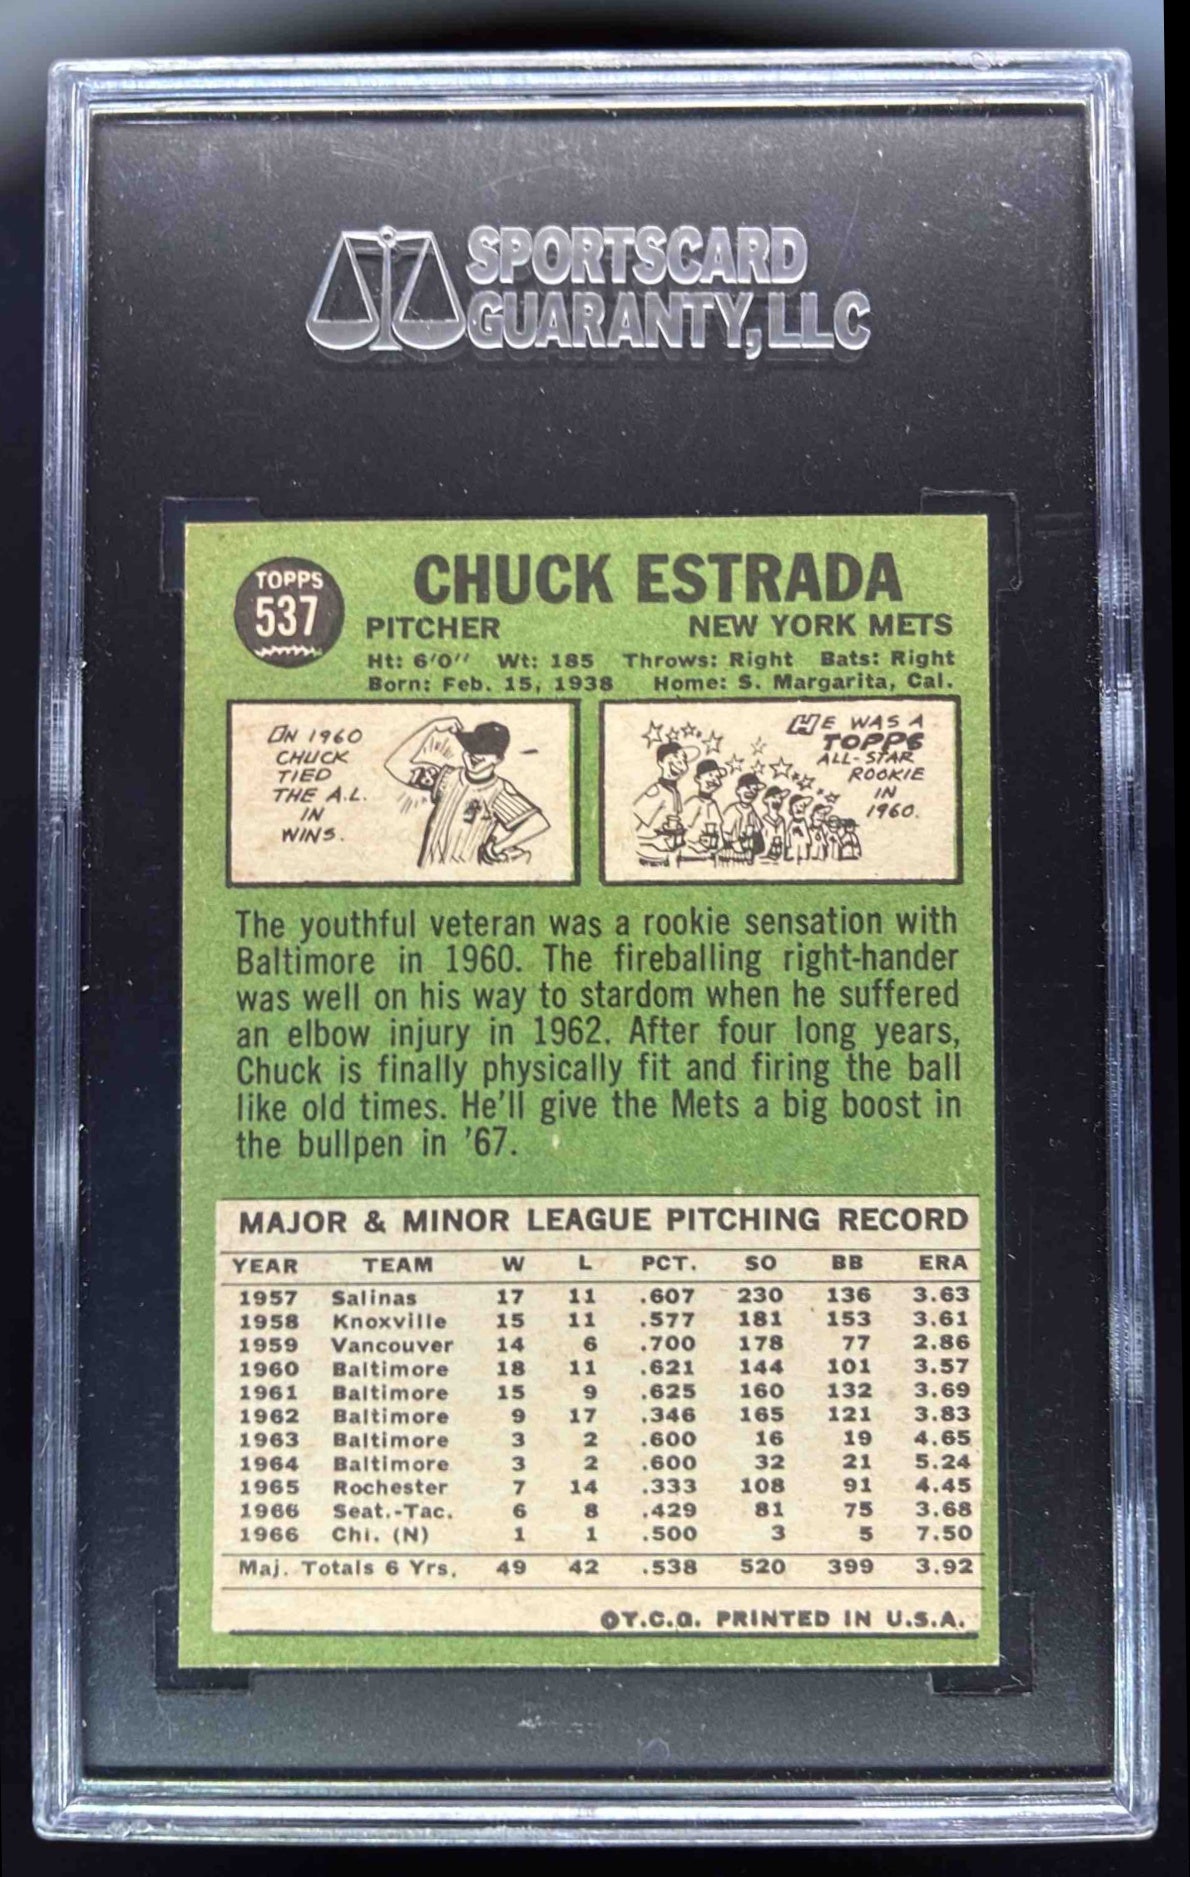 SPORTSCARD
GUARANTY, LLC
TOPPS
537
CHUCK ESTRADA
PITCHER NEW YORK METS
Ht: 6'0" Wt: 185 Throws: Right Bats: Right
Born: Feb. 15, 1938 Home: S. Margarita, Cal.
IN 1960
CHUCK
TIED
THE A.L.
IN
WINS.
HE WAS A
TOPPS
ALL-STAR
ROOKIE
IN
1960.
The youthful veteran was a rookie sensation with
Baltimore in 1960. The fireballing right-hander
was well on his way to stardom when he suffered
an elbow injury in 1962. After four long years,
Chuck is finally physically fit and firing the ball
like old times. He'll give the Mets a big boost in
the bullpen in '67.
MAJOR & MINOR LEAGUE PITCHING RECORD
YEAR TEAM W L PCT. SO BB ERA
1957 Salinas 17 11 .607 230 136 3.63
1958 Knoxville 15 11 .577 181 153 3.61
1959 Vancouver 14 6 .700 178 77 2.86
1960 Baltimore 18 11 .621 144 101 3.57
1961 Baltimore 15 9 .625 160 132 3.69
1962 Baltimore 9 17 .346 165 121 3.83
1963 Baltimore 3 2 .600 16 19 4.65
1964 Baltimore 3 2 .600 32 21 5.24
1965 Rochester 7 14 .333 108 91 4.45
1966 Seat.-Tac. 6 8 .429 81 75 3.68
1966 Chi. (N) 1 1 .500 3 5 7.50
Maj. Totals 6 Yrs. 49 42 .538 520 399 3.92
©T.C.G. PRINTED IN U.S.A.